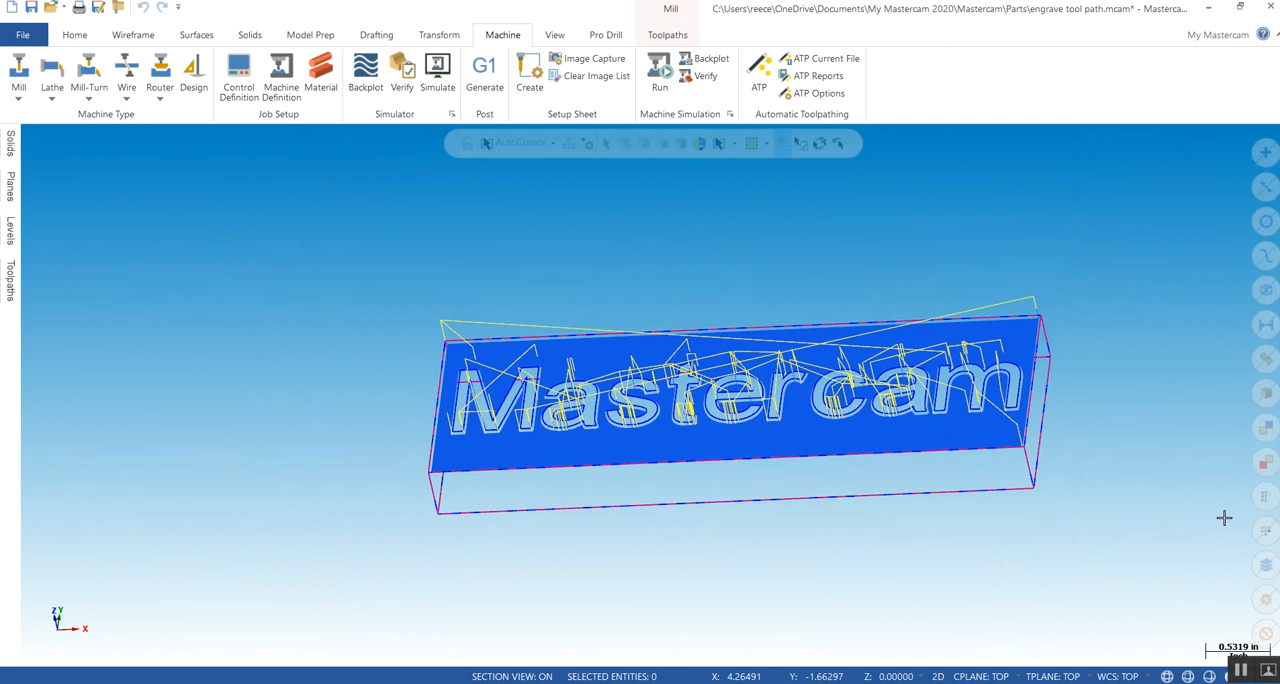 Mill
C:\Users\reece\OneDrive\Documents\My Mastercam 2020\Mastercam\Parts\engrave tool path.mcam* - Masterca...
File Home Wireframe Surfaces Solids Model Prep Drafting Transform Machine View Pro Drill Toolpaths My Mastercam
Mill Lathe Mill-Turn Wire Router Design
Machine Type
Control Definition Machine Definition Material
Job Setup
Backplot Verify Simulate
Simulator
G1
Generate
Post
Create Image Capture
Clear Image List
Setup Sheet
Run Backplot
Verify
Machine Simulation
ATP ATP Current File
ATP Reports
ATP Options
Automatic Toolpathing
AutoCursor
Solids
Planes
Levels
Toolpaths
Mastercam
Z Y
X
0.5319 in
Inch
SECTION VIEW: ON SELECTED ENTITIES: 0 X: 4.26491 Y: -1.66297 Z: 0.00000 2D CPLANE: TOP TPLANE: TOP WCS: TOP